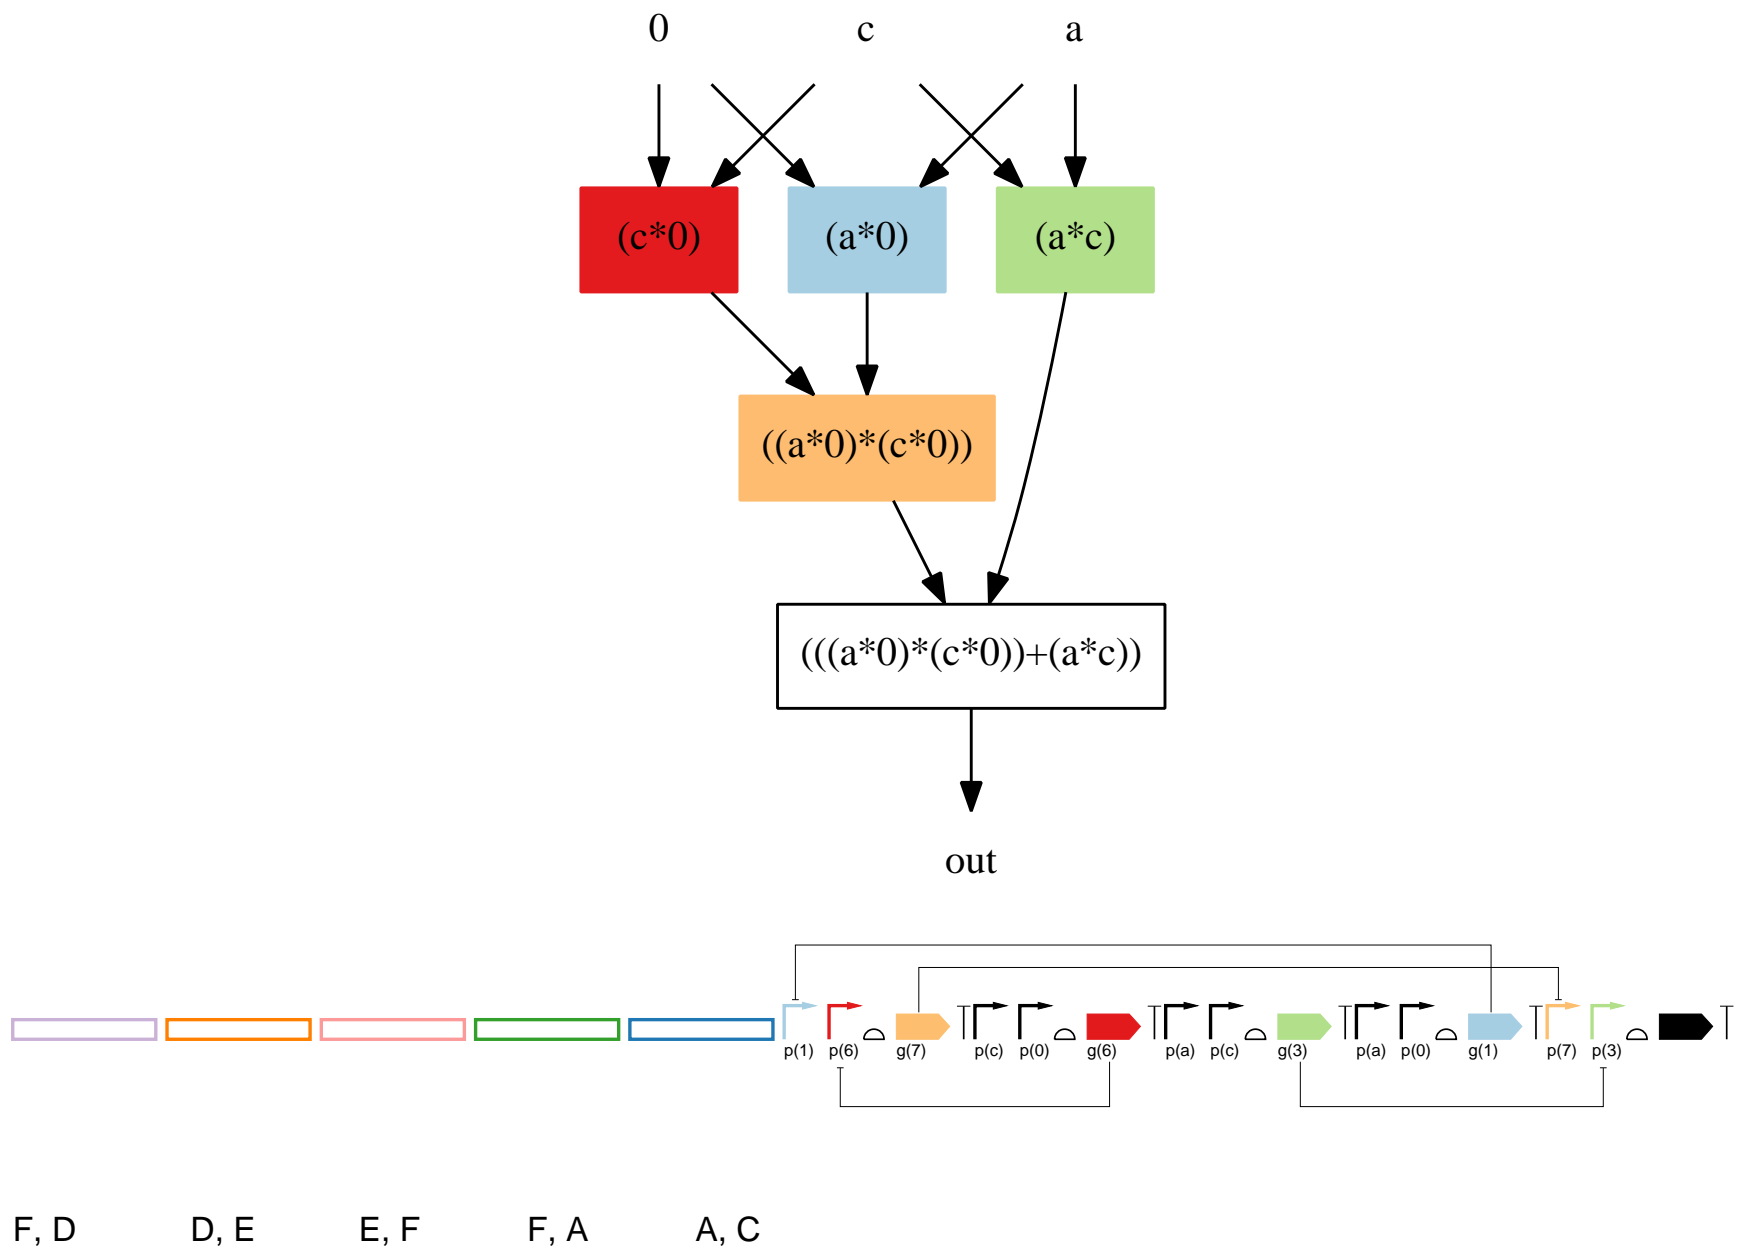 0 c a
(c*0) (a*0) (a*c)
((a*0)*(c*0))
(((a*0)*(c*0))+(a*c))
out
p(1) p(6) g(7) p(c) p(0) g(6) p(a) p(c) g(3) p(a) p(0) g(1) p(7) p(3)
F, D D, E E, F F, A A, C